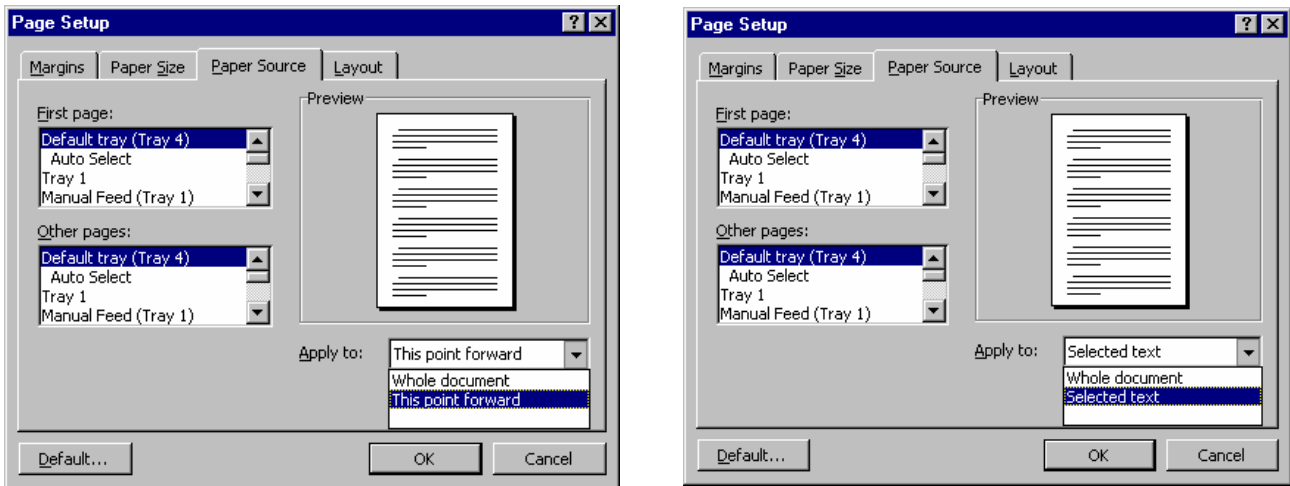 Page Setup
Margins Paper Size Paper Source Layout
First page:
Default tray (Tray 4)
Auto Select
Tray 1
Manual Feed (Tray 1)
Other pages:
Default tray (Tray 4)
Auto Select
Tray 1
Manual Feed (Tray 1)
Preview
Apply to: This point forward
Whole document
This point forward
Default... OK Cancel
Page Setup
Margins Paper Size Paper Source Layout
First page:
Default tray (Tray 4)
Auto Select
Tray 1
Manual Feed (Tray 1)
Other pages:
Default tray (Tray 4)
Auto Select
Tray 1
Manual Feed (Tray 1)
Preview
Apply to: Selected text
Whole document
Selected text
Default... OK Cancel